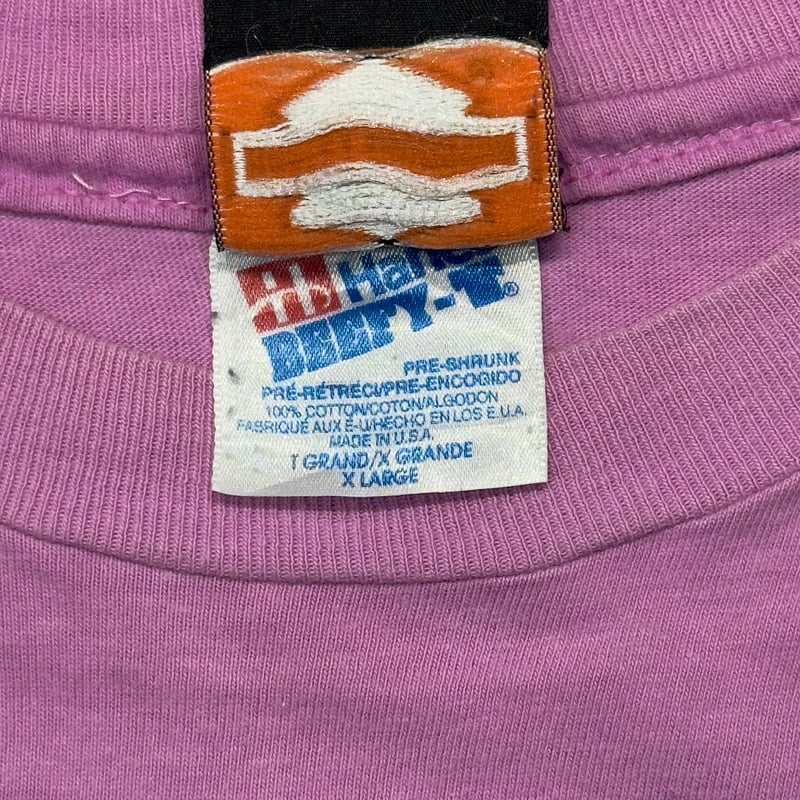 BEEFY-T®
PRE-SHRUNK
PRÉ-RÉTRÉCI/PRE-ENCOGIDO
100% COTTON/COTON/ALGODON
FABRIQUÉ AUX É-U/HECHO EN LOS E.U.A.
MADE IN U.S.A.
T GRAND/X GRANDE
X LARGE